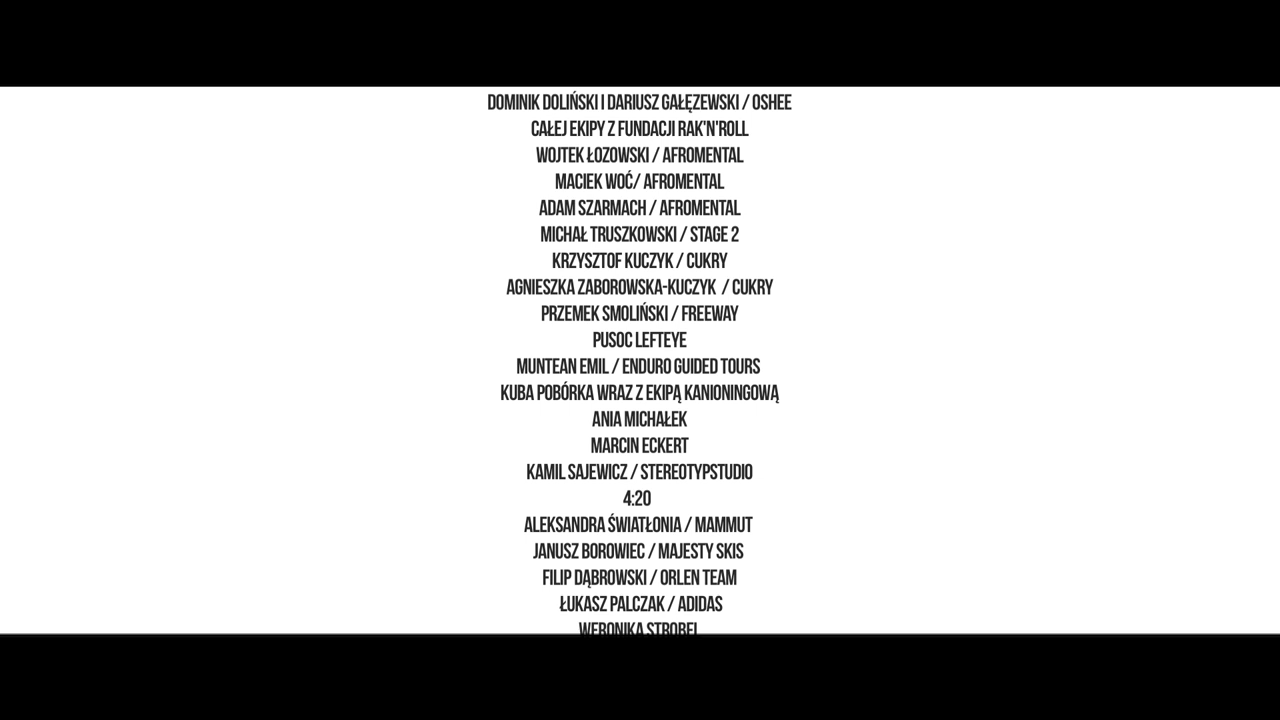 DOMINIK DOLIŃSKI I DARIUSZ GAŁĘZEWSKI / OSHEE
CAŁEJ EKIPY Z FUNDACJI RAK'N'ROLL
WOJTEK ŁOZOWSKI / AFROMENTAL
MACIEK WOĆ/ AFROMENTAL
ADAM SZARMACH / AFROMENTAL
MICHAŁ TRUSZKOWSKI / STAGE 2
KRZYSZTOF KUCZYK / CUKRY
AGNIESZKA ZABOROWSKA-KUCZYK / CUKRY
PRZEMEK SMOLIŃSKI / FREEWAY
PUSOC LEFTEYE
MUNTEAN EMIL / ENDURO GUIDED TOURS
KUBA POBÓRKA WRAZ Z EKIPĄ KANIONINGOWĄ
ANIA MICHAŁEK
MARCIN ECKERT
KAMIL SAJEWICZ / STEREOTYPSTUDIO
4:20
ALEKSANDRA ŚWIATŁONIA / MAMMUT
JANUSZ BOROWIEC / MAJESTY SKIS
FILIP DĄBROWSKI / ORLEN TEAM
ŁUKASZ PALCZAK / ADIDAS
WERONIKA STROBEL